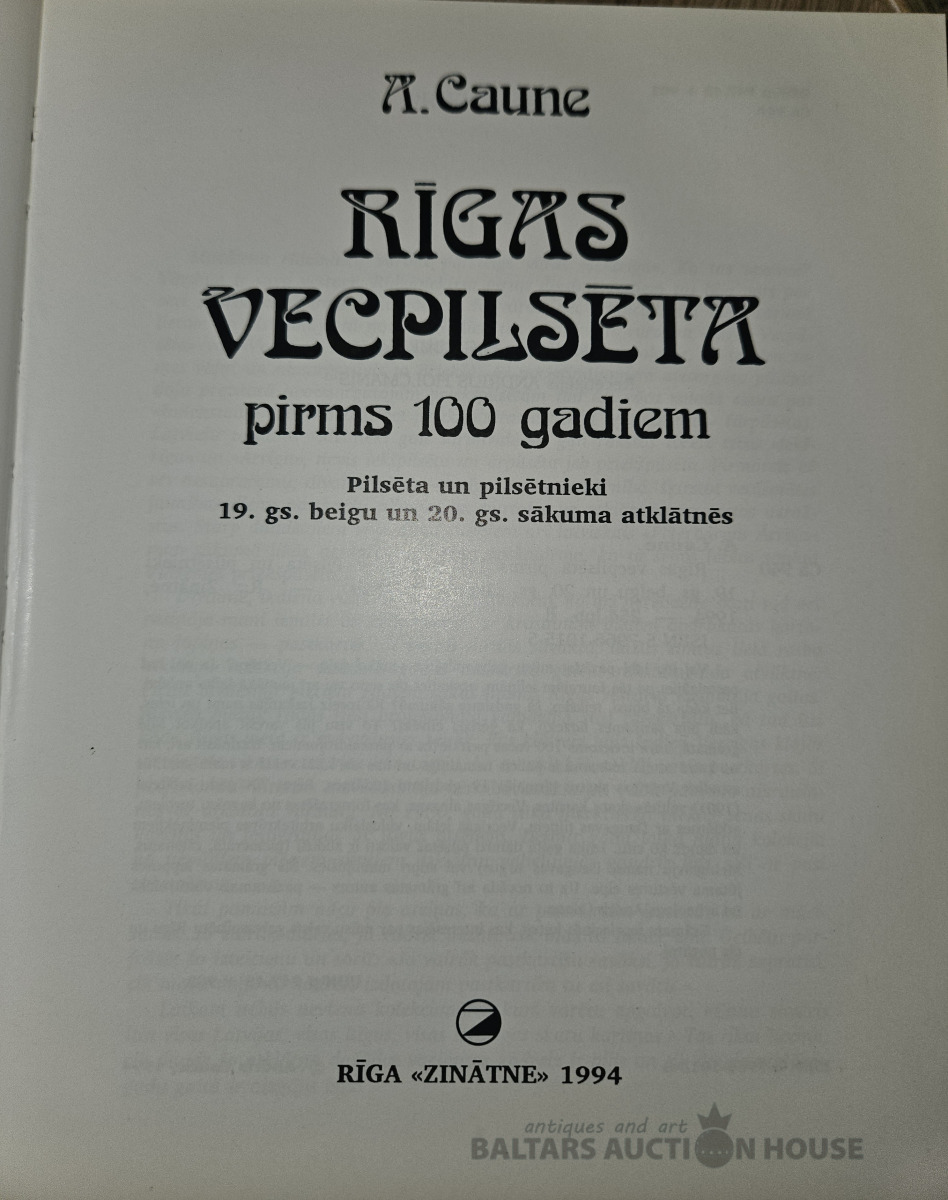 A. Caune
RĪGAS
VECPILSĒTA
pirms 100 gadiem
Pilsēta un pilsētnieki
19. gs. beigu un 20. gs. sākuma atklātnēs
RĪGA «ZINĀTNE» 1994
antiques and art
BALTARS AUCTION HOUSE